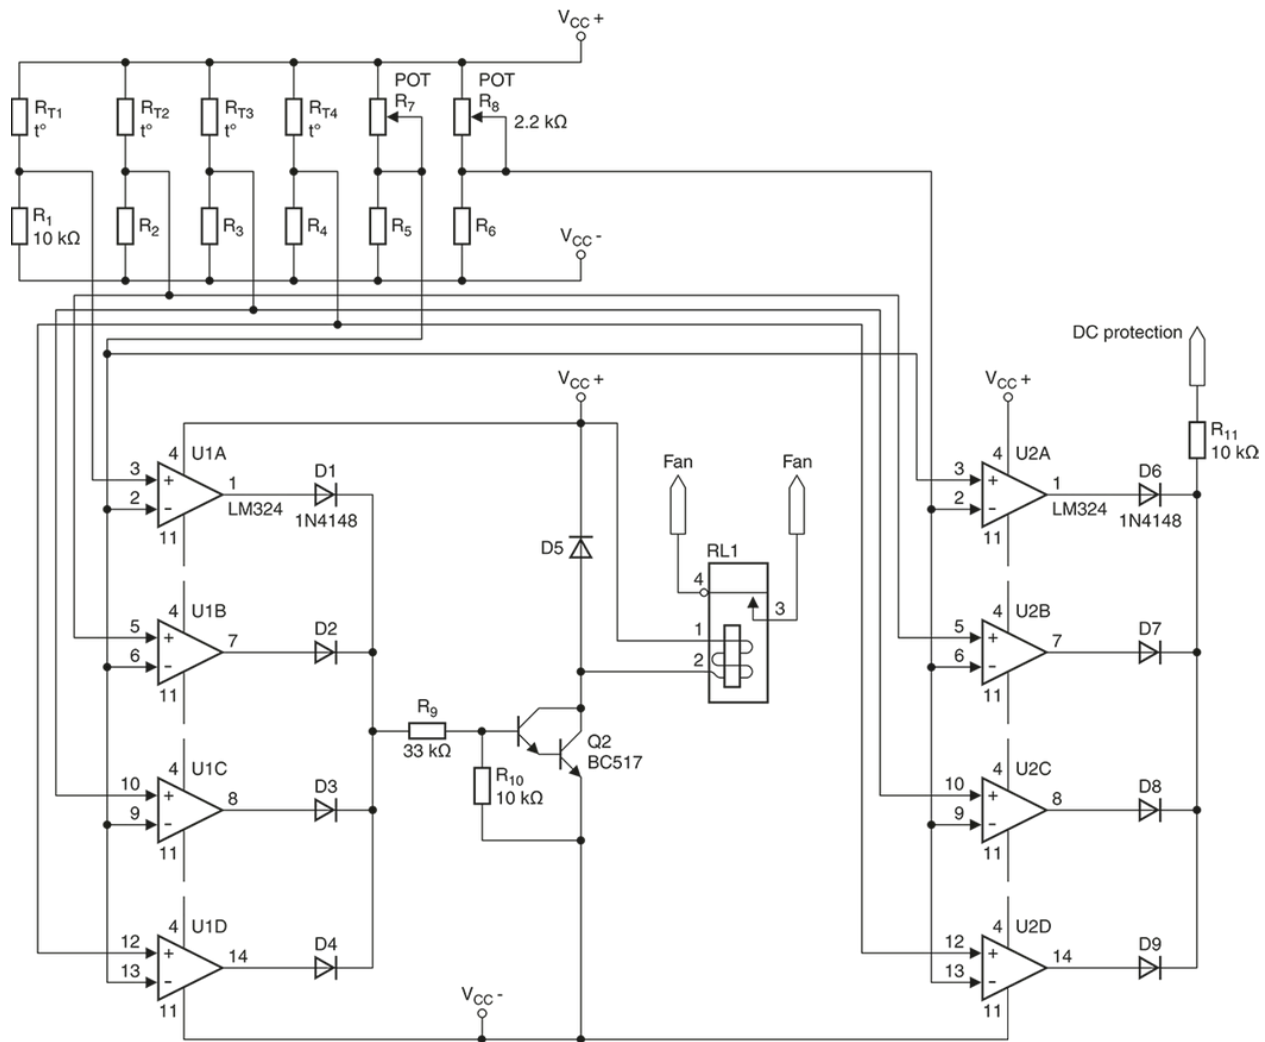 VCC +
POT
POT
RT1
t°
RT2
t°
RT3
t°
RT4
t°
R7
R8
2.2 kΩ
R1
10 kΩ
R2
R3
R4
R5
R6
VCC -
DC protection
VCC +
VCC +
R11
10 kΩ
4
U1A
3
+
2
-
1
LM324
11
D1
1N4148
Fan
Fan
4
U2A
3
+
2
-
1
LM324
11
D6
1N4148
D5
RL1
4
3
1
2
4
U1B
5
+
6
-
7
11
D2
4
U2B
5
+
6
-
7
11
D7
R9
33 kΩ
Q2
BC517
R10
10 kΩ
4
U1C
10
+
9
-
8
11
D3
4
U2C
10
+
9
-
8
11
D8
4
U1D
12
+
13
-
14
11
D4
4
U2D
12
+
13
-
14
11
D9
VCC -